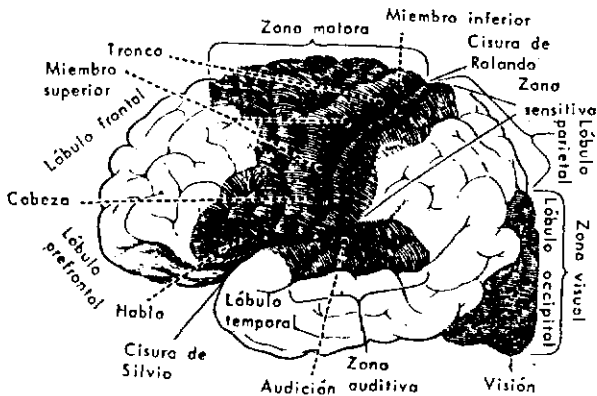 Zona motora
Miembro inferior
Tronco
Cisura de
Rolando
Miembro
superior
Zona
sensitiva
Lóbulo frontal
Lóbulo
parietal
Cabeza
Lóbulo
prefrontal
Lóbulo occipital
Zona visual
Habla
Lóbulo
temporal
Cisura de
Silvio
Zona
auditiva
Audición
Visión